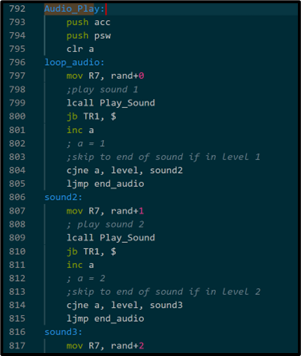 792 Audio_Play:
793 push acc
794 push psw
795 clr a
796 loop_audio:
797 mov R7, rand+0
798 ;play sound 1
799 lcall Play_Sound
800 jb TR1, $
801 inc a
802 ; a = 1
803 ;skip to end of sound if in level 1
804 cjne a, level, sound2
805 ljmp end_audio
806 sound2:
807 mov R7, rand+1
808 ; play sound 2
809 lcall Play_Sound
810 jb TR1, $
811 inc a
812 ; a = 2
813 ;skip to end of sound if in level 2
814 cjne a, level, sound3
815 ljmp end_audio
816 sound3:
817 mov R7, rand+2